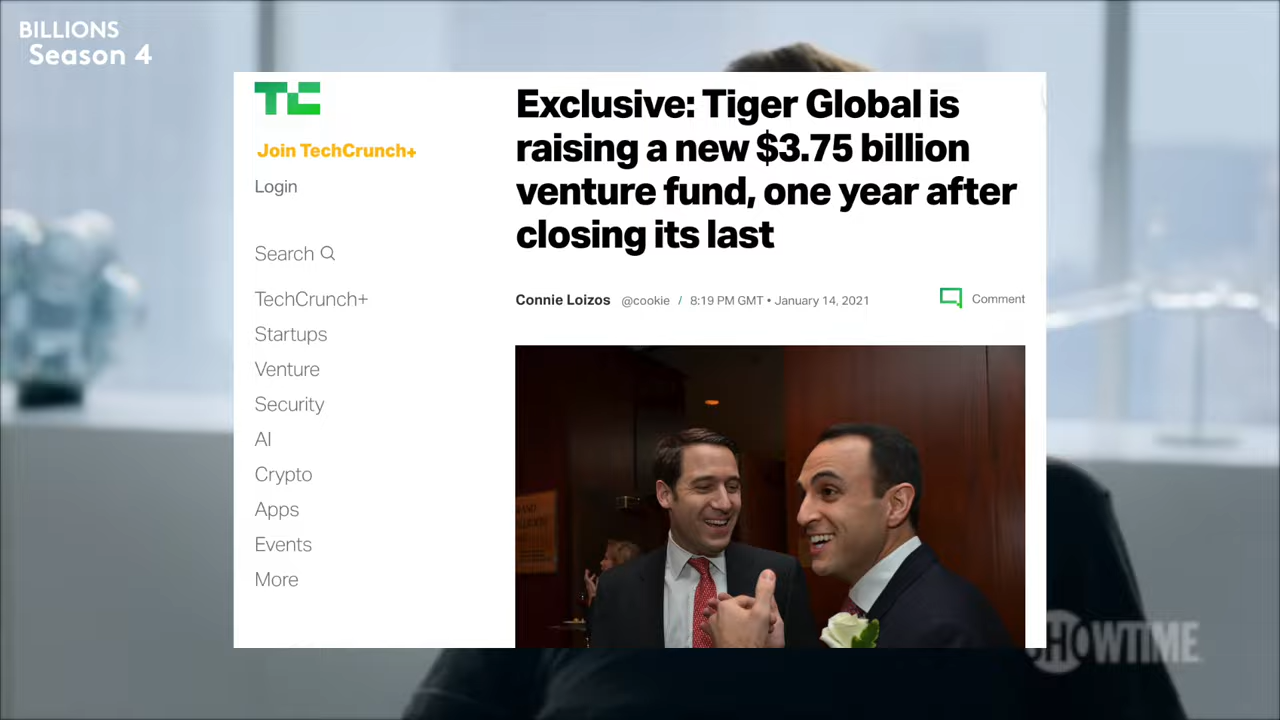 BILLIONS
Season 4
TC
Join TechCrunch+
Login
Search
TechCrunch+
Startups
Venture
Security
AI
Crypto
Apps
Events
More
Exclusive: Tiger Global is
raising a new $3.75 billion
venture fund, one year after
closing its last
Connie Loizos @cookie / 8:19 PM GMT • January 14, 2021
Comment
SHOWTIME